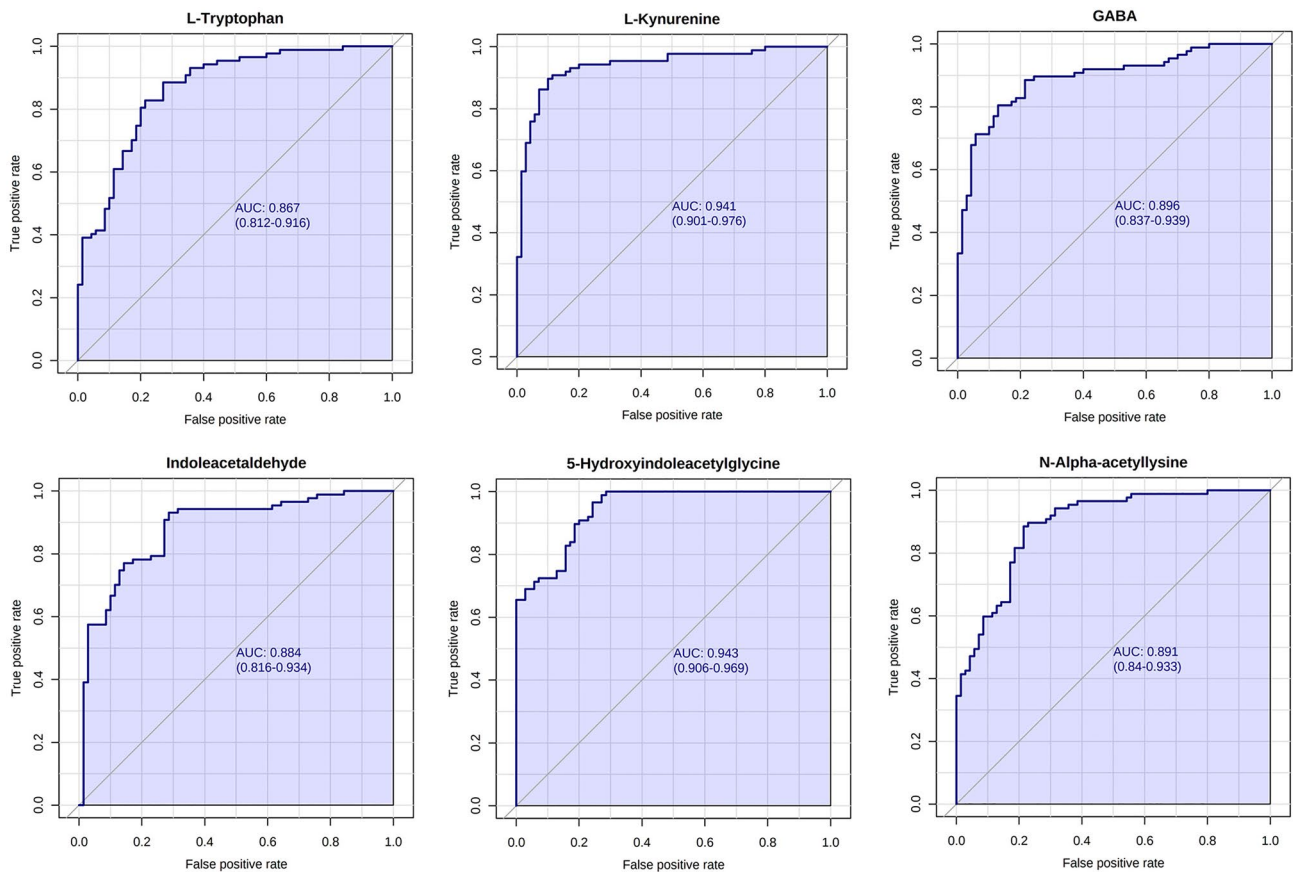 L-Tryptophan
True positive rate
1.0
0.8
0.6
0.4
0.2
0.0
AUC: 0.867
(0.812-0.916)
0.0 0.2 0.4 0.6 0.8 1.0
False positive rate
L-Kynurenine
True positive rate
1.0
0.8
0.6
0.4
0.2
0.0
AUC: 0.941
(0.901-0.976)
0.0 0.2 0.4 0.6 0.8 1.0
False positive rate
GABA
True positive rate
1.0
0.8
0.6
0.4
0.2
0.0
AUC: 0.896
(0.837-0.939)
0.0 0.2 0.4 0.6 0.8 1.0
False positive rate
Indoleacetaldehyde
True positive rate
1.0
0.8
0.6
0.4
0.2
0.0
AUC: 0.884
(0.816-0.934)
0.0 0.2 0.4 0.6 0.8 1.0
False positive rate
5-Hydroxyindoleacetylglycine
True positive rate
1.0
0.8
0.6
0.4
0.2
0.0
AUC: 0.943
(0.906-0.969)
0.0 0.2 0.4 0.6 0.8 1.0
False positive rate
N-Alpha-acetyllysine
True positive rate
1.0
0.8
0.6
0.4
0.2
0.0
AUC: 0.891
(0.84-0.933)
0.0 0.2 0.4 0.6 0.8 1.0
False positive rate